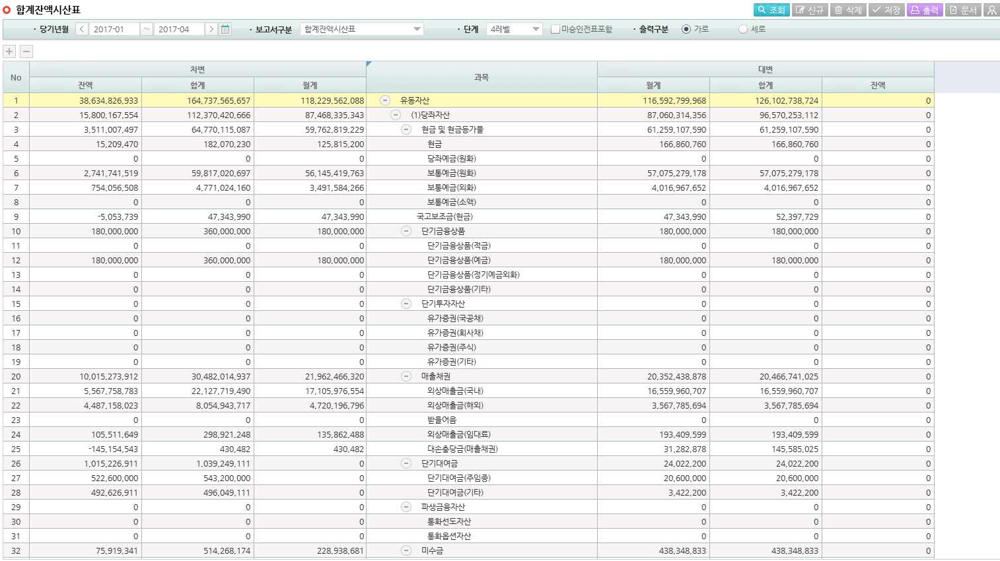 합계잔액시산표
조회 신규 삭제 저장 출력 문서
· 당기년월 2017-01 ~ 2017-04 · 보고서구분 합계잔액시산표 · 단계 4레벨 미승인전표포함 · 출력구분 가로 세로
No 차변 과목 대변
잔액 합계 월계 월계 합계 잔액
1 38,634,826,933 164,737,565,657 118,229,562,088 유동자산 116,592,799,968 126,102,738,724 0
2 15,800,167,554 112,370,420,666 87,468,335,343 (1)당좌자산 87,060,314,356 96,570,253,112 0
3 3,511,007,497 64,770,115,087 59,762,819,229 현금 및 현금등가물 61,259,107,590 61,259,107,590 0
4 15,209,470 182,070,230 125,815,200 현금 166,860,760 166,860,760 0
5 0 0 0 당좌예금(원화) 0 0 0
6 2,741,741,519 59,817,020,697 56,145,419,763 보통예금(원화) 57,075,279,178 57,075,279,178 0
7 754,056,508 4,771,024,160 3,491,584,266 보통예금(외화) 4,016,967,652 4,016,967,652 0
8 0 0 0 보통예금(소액) 0 0 0
9 -5,053,739 47,343,990 47,343,990 국고보조금(현금) 47,343,990 52,397,729 0
10 180,000,000 360,000,000 180,000,000 단기금융상품 180,000,000 180,000,000 0
11 0 0 0 단기금융상품(적금) 0 0 0
12 180,000,000 360,000,000 180,000,000 단기금융상품(예금) 180,000,000 180,000,000 0
13 0 0 0 단기금융상품(정기예금외화) 0 0 0
14 0 0 0 단기금융상품(기타) 0 0 0
15 0 0 0 단기투자자산 0 0 0
16 0 0 0 유가증권(국공채) 0 0 0
17 0 0 0 유가증권(회사채) 0 0 0
18 0 0 0 유가증권(주식) 0 0 0
19 0 0 0 유가증권(기타) 0 0 0
20 10,015,273,912 30,482,014,937 21,962,466,320 매출채권 20,352,438,878 20,466,741,025 0
21 5,567,758,783 22,127,719,490 17,105,976,554 외상매출금(국내) 16,559,960,707 16,559,960,707 0
22 4,487,158,023 8,054,943,717 4,720,196,796 외상매출금(해외) 3,567,785,694 3,567,785,694 0
23 0 0 0 받을어음 0 0 0
24 105,511,649 298,921,248 135,862,488 외상매출금(임대료) 193,409,599 193,409,599 0
25 -145,154,543 430,482 430,482 대손충당금(매출채권) 31,282,878 145,585,025 0
26 1,015,226,911 1,039,249,111 0 단기대여금 24,022,200 24,022,200 0
27 522,600,000 543,200,000 0 단기대여금(주임종) 20,600,000 20,600,000 0
28 492,626,911 496,049,111 0 단기대여금(기타) 3,422,200 3,422,200 0
29 0 0 0 파생금융자산 0 0 0
30 0 0 0 통화선도자산 0 0 0
31 0 0 0 통화옵션자산 0 0 0
32 75,919,341 514,268,174 228,938,681 미수금 438,348,833 438,348,833 0